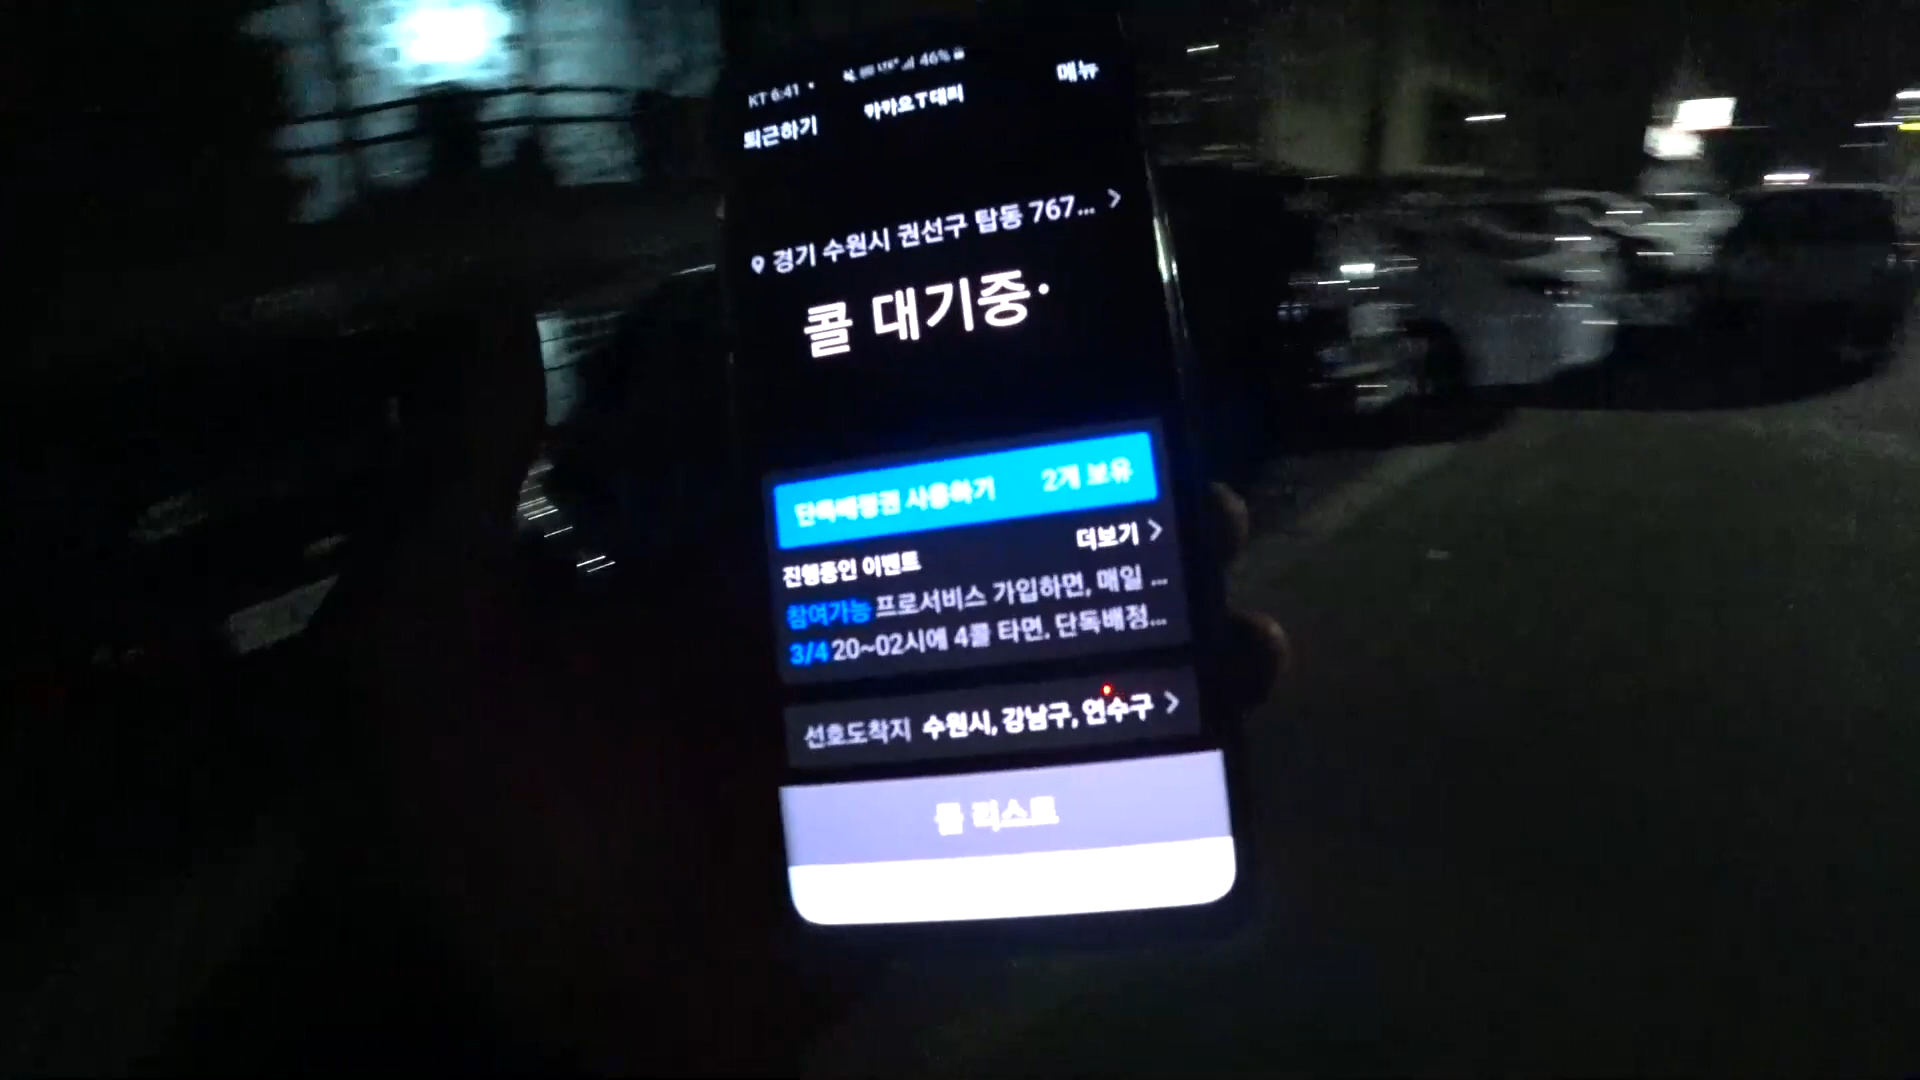 KT 6:41 46%
퇴근하기 카카오 T 대리 메뉴
경기 수원시 권선구 탑동 767...
콜 대기중·
단독배정권 사용하기 2개 보유
진행중인 이벤트 더보기
참여가능 프로서비스 가입하면, 매일 ...
3/4 20~02시에 4콜 타면, 단독배정...
선호도착지 수원시, 강남구, 연수구
콜 리스트